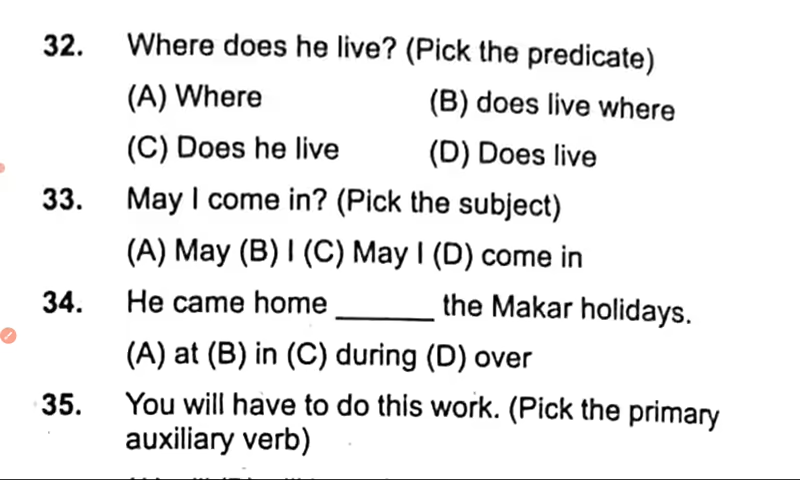 32. Where does he live? (Pick the predicate)
(A) Where (B) does live where
(C) Does he live (D) Does live
33. May I come in? (Pick the subject)
(A) May (B) I (C) May I (D) come in
34. He came home ______ the Makar holidays.
(A) at (B) in (C) during (D) over
35. You will have to do this work. (Pick the primary
auxiliary verb)